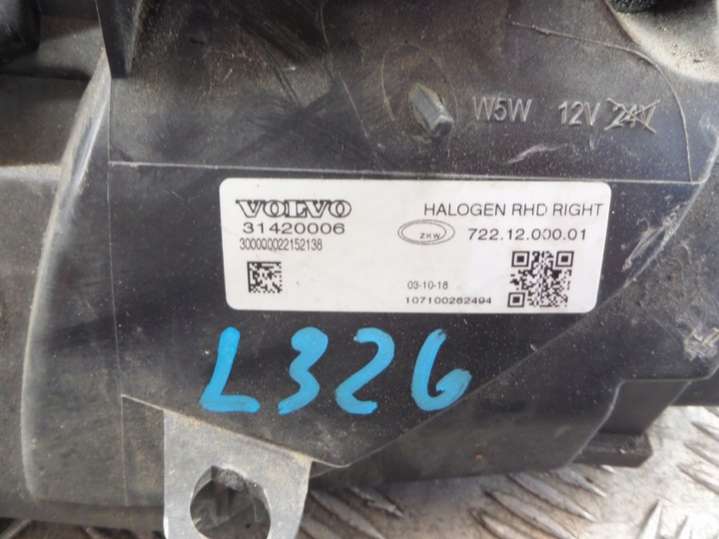 W5W 12V 24V
VOLVO
31420006
300000022152138
HALOGEN RHD RIGHT
ZKW 722.12.000.01
03-10-18
107100262494
L326